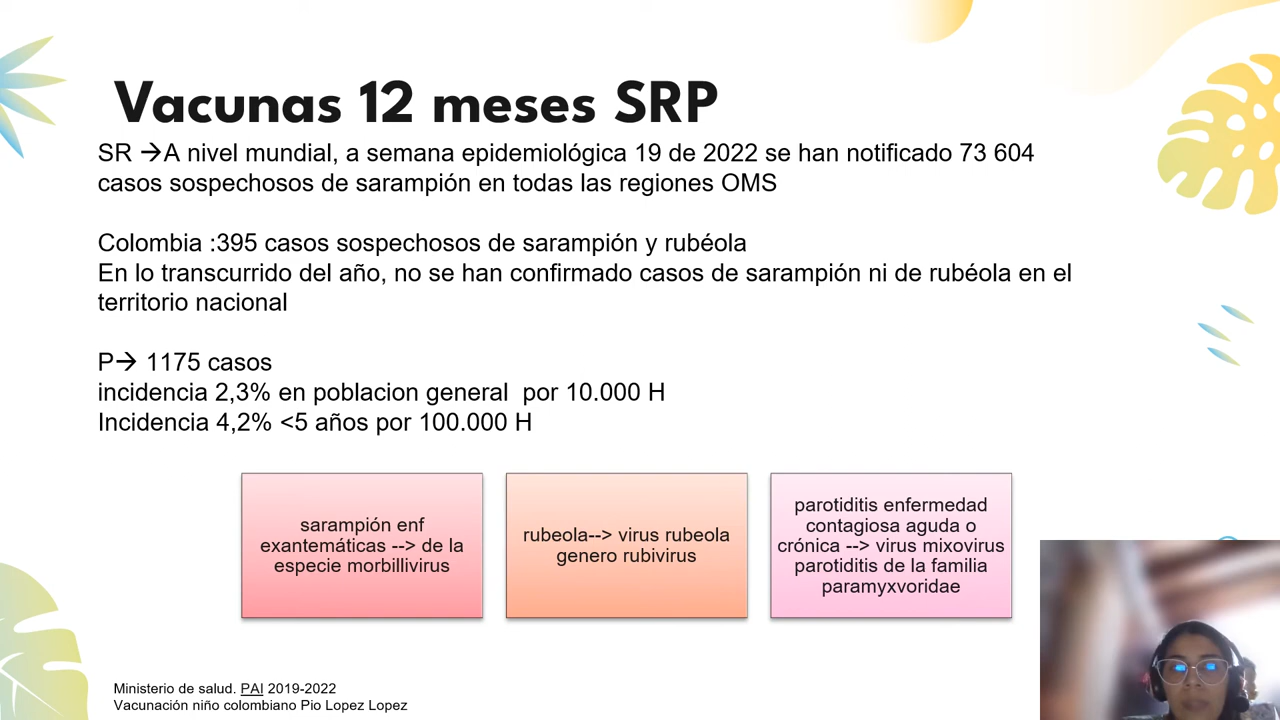 Vacunas 12 meses SRP
SR →A nivel mundial, a semana epidemiológica 19 de 2022 se han notificado 73 604
casos sospechosos de sarampión en todas las regiones OMS
Colombia :395 casos sospechosos de sarampión y rubéola
En lo transcurrido del año, no se han confirmado casos de sarampión ni de rubéola en el
territorio nacional
P→ 1175 casos
incidencia 2,3% en poblacion general  por 10.000 H
Incidencia 4,2% <5 años por 100.000 H
sarampión enf
exantemáticas --> de la
especie morbillivirus
rubeola--> virus rubeola
genero rubivirus
parotiditis enfermedad
contagiosa aguda o
crónica --> virus mixovirus
parotiditis de la familia
paramyxvoridae
Ministerio de salud. PAI 2019-2022
Vacunación niño colombiano Pio Lopez Lopez